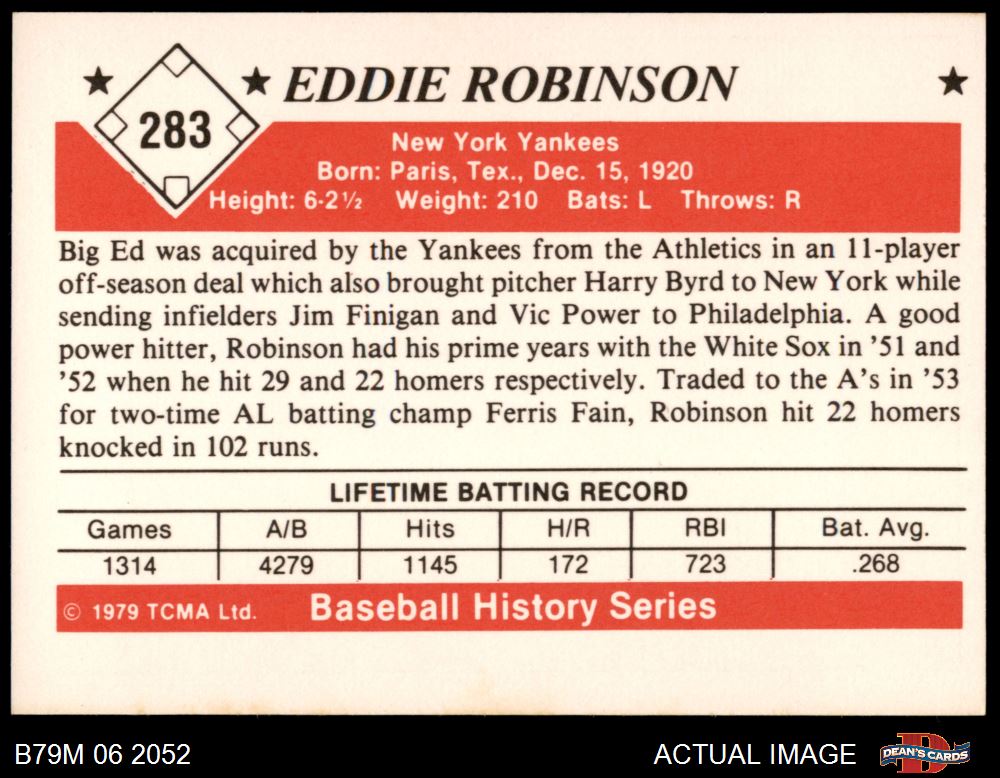 EDDIE ROBINSON
283
New York Yankees
Born: Paris, Tex., Dec. 15, 1920
Height: 6-2½ Weight: 210 Bats: L Throws: R
Big Ed was acquired by the Yankees from the Athletics in an 11-player
off-season deal which also brought pitcher Harry Byrd to New York while
sending infielders Jim Finigan and Vic Power to Philadelphia. A good
power hitter, Robinson had his prime years with the White Sox in '51 and
'52 when he hit 29 and 22 homers respectively. Traded to the A's in '53
for two-time AL batting champ Ferris Fain, Robinson hit 22 homers
knocked in 102 runs.
LIFETIME BATTING RECORD
Games A/B Hits H/R RBI Bat. Avg.
1314 4279 1145 172 723 .268
© 1979 TCMA Ltd. Baseball History Series
B79M 06 2052 ACTUAL IMAGE D DEAN'S CARDS